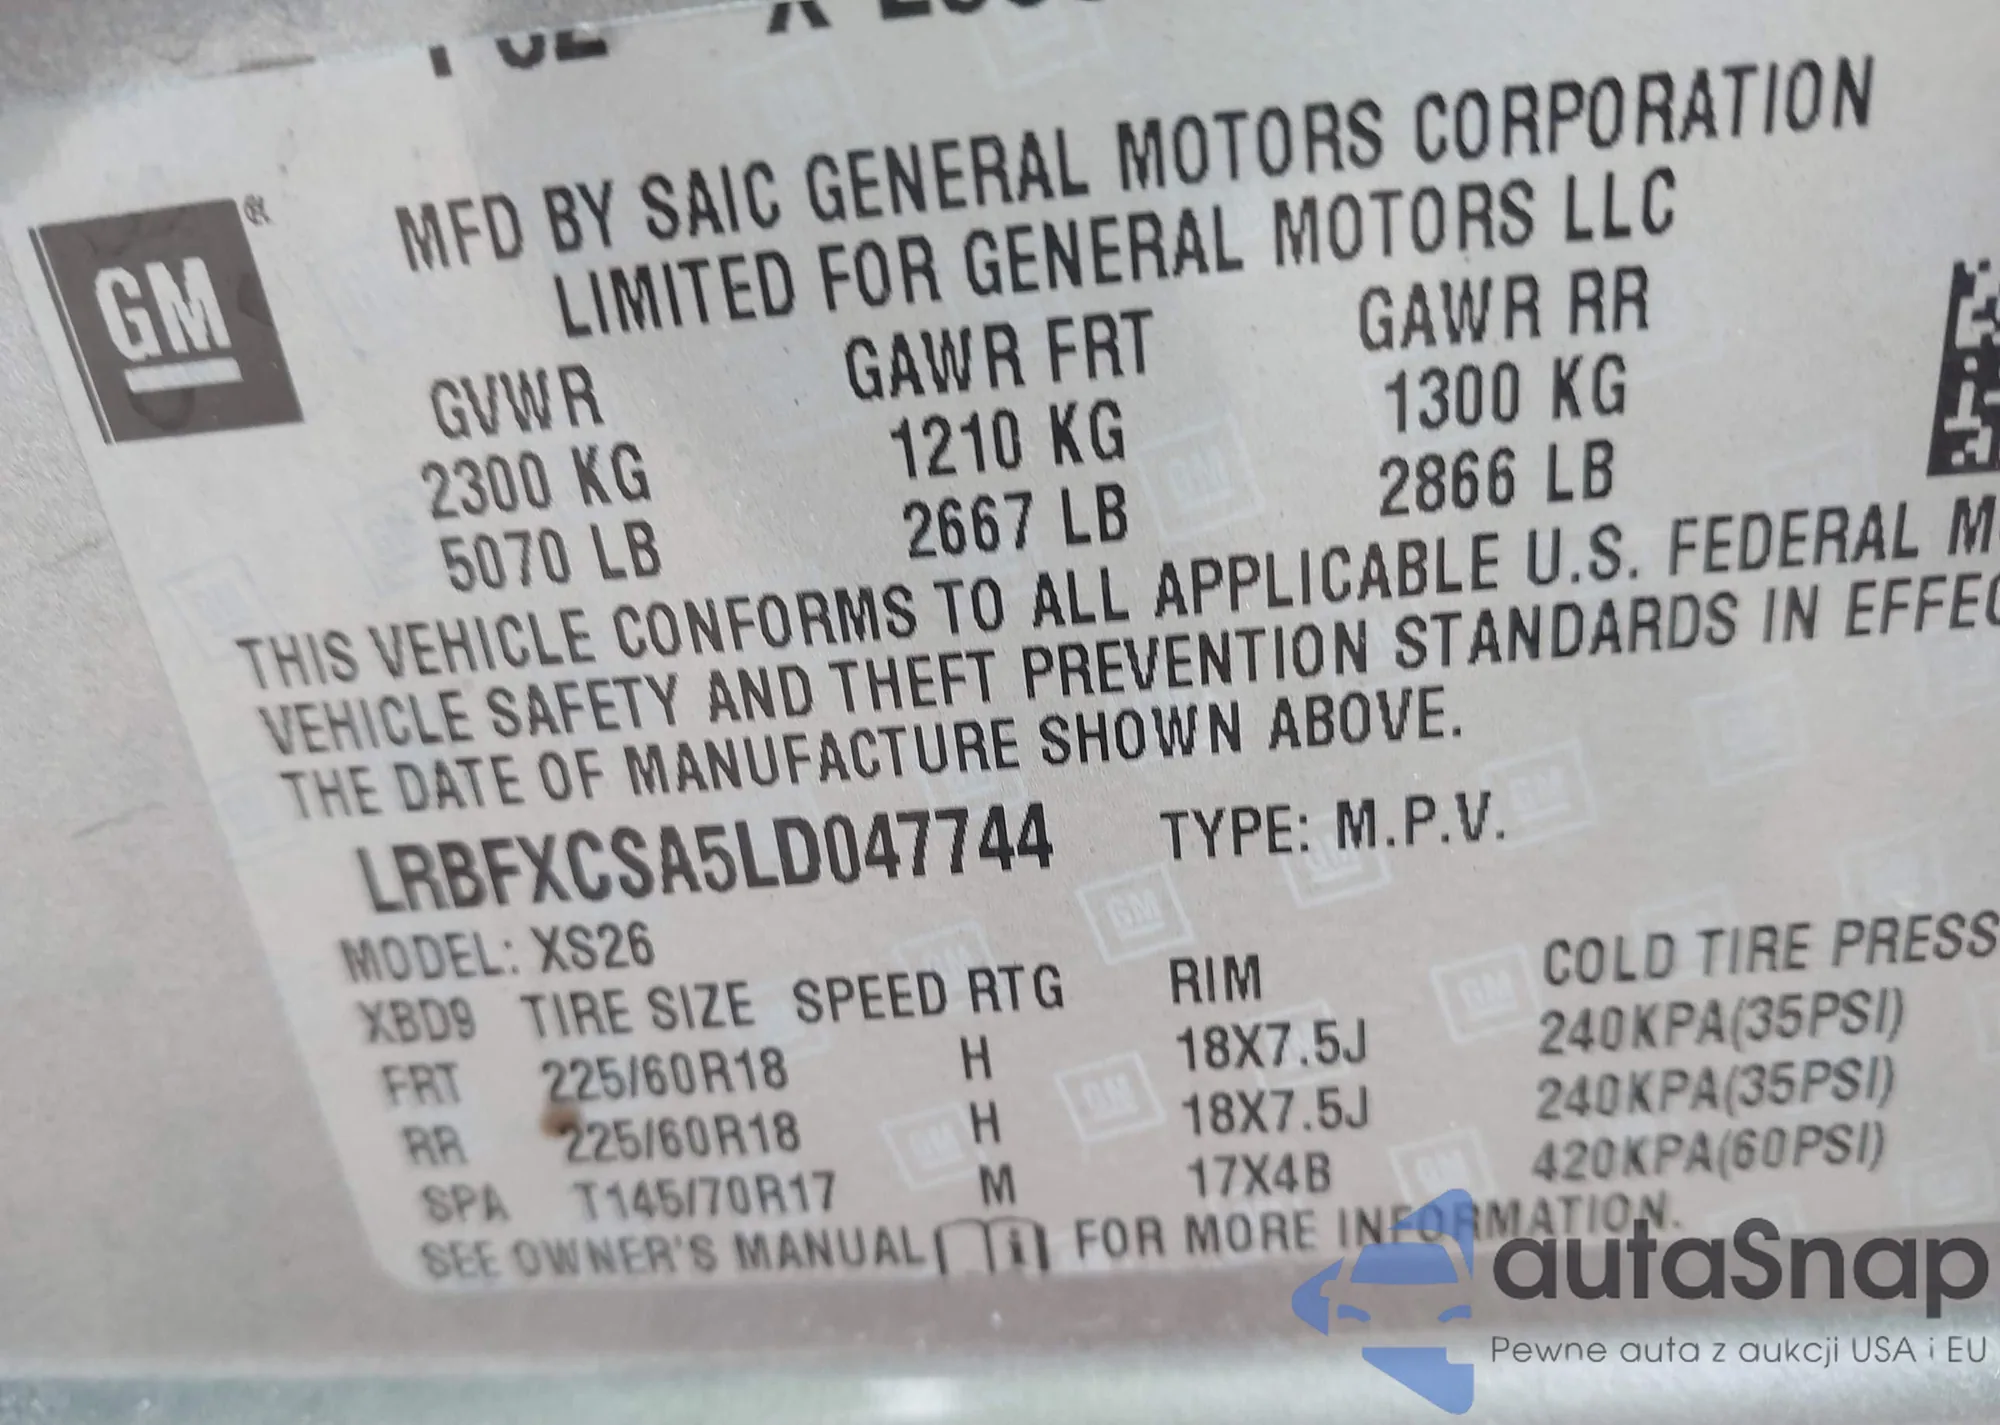 GM
MFD BY SAIC GENERAL MOTORS CORPORATION
LIMITED FOR GENERAL MOTORS LLC
GVWR GAWR FRT GAWR RR
2300 KG 1210 KG 1300 KG
5070 LB 2667 LB 2866 LB
THIS VEHICLE CONFORMS TO ALL APPLICABLE U.S. FEDERAL M
VEHICLE SAFETY AND THEFT PREVENTION STANDARDS IN EFFEC
THE DATE OF MANUFACTURE SHOWN ABOVE.
LRBFXCSA5LD047744 TYPE: M.P.V.
MODEL: XS26
XBD9 TIRE SIZE SPEED RTG RIM COLD TIRE PRESS
FRT 225/60R18 H 18X7.5J 240KPA(35PSI)
RR 225/60R18 H 18X7.5J 240KPA(35PSI)
SPA T145/70R17 M 17X4B 420KPA(60PSI)
SEE OWNER'S MANUAL i FOR MORE INFORMATION.
autaSnap
Pewne auta z aukcji USA i EU